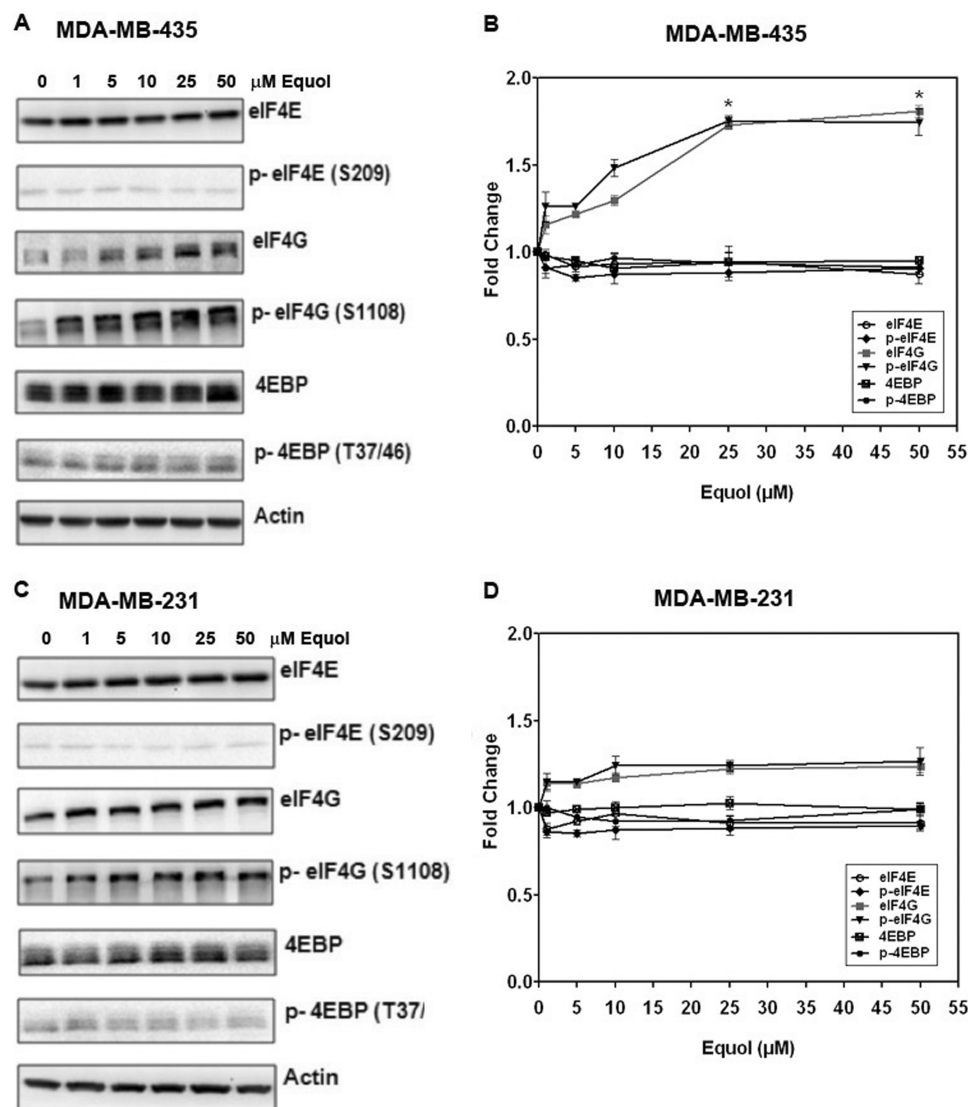 A MDA-MB-435
0 1 5 10 25 50 μM Equol
eIF4E
p- eIF4E (S209)
eIF4G
p- eIF4G (S1108)
4EBP
p- 4EBP (T37/46)
Actin
B MDA-MB-435
2.0
*
*
1.5
1.0
0.5
0.0
Fold Change
eIF4E
p-eIF4E
eIF4G
p-eIF4G
4EBP
p-4EBP
0 5 10 15 20 25 30 35 40 45 50 55
Equol (μM)
C MDA-MB-231
0 1 5 10 25 50 μM Equol
eIF4E
p- eIF4E (S209)
eIF4G
p- eIF4G (S1108)
4EBP
p- 4EBP (T37/
Actin
D MDA-MB-231
2.0
1.5
1.0
0.5
0.0
Fold Change
eIF4E
p-eIF4E
eIF4G
p-eIF4G
4EBP
p-4EBP
0 5 10 15 20 25 30 35 40 45 50 55
Equol (μM)